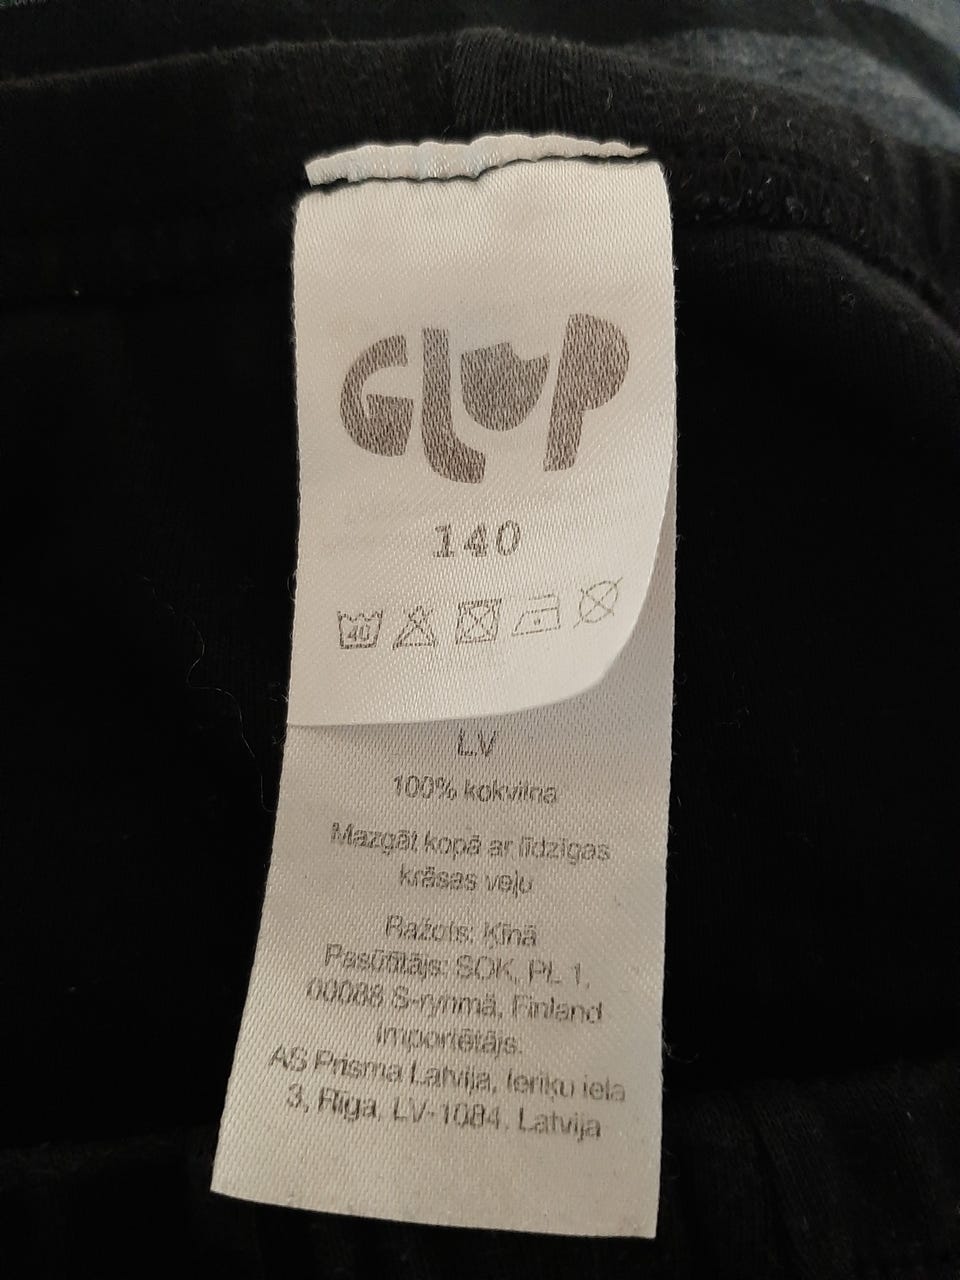 GLUP
140
40
LV
100% kokvilna
Mazgāt kopā ar līdzīgas
krāsas veļu
Ražots: Ķīnā
Pasūtītājs: SOK, PL 1,
00088 S-ryhmä, Finland
Importētājs:
AS Prisma Latvija, Ieriķu iela
3, Rīga, LV-1084, Latvija